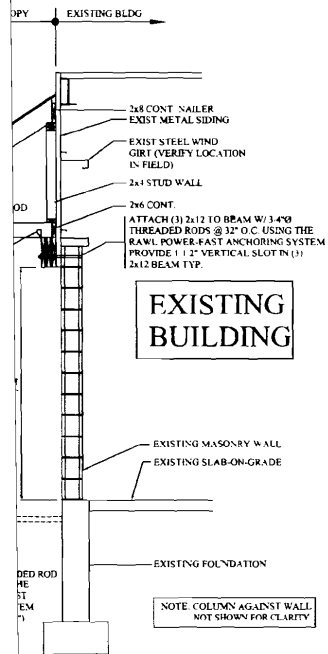 OPY
EXISTING BLDG
2x8 CONT NAILER
EXIST METAL SIDING
EXIST STEEL WIND
GIRT (VERIFY LOCATION
IN FIELD)
2x4 STUD WALL
OD
2x6 CONT.
ATTACH (3) 2x12 TO BEAM W/ 3-4"Ø
THREADED RODS @ 32" O.C. USING THE
RAWL POWER-FAST ANCHORING SYSTEM
PROVIDE 1 1 2" VERTICAL SLOT IN (3)
2x12 BEAM TYP.
EXISTING
BUILDING
EXISTING MASONRY WALL
EXISTING SLAB-ON-GRADE
EXISTING FOUNDATION
DED ROD
HE
ST
TEM
")
NOTE: COLUMN AGAINST WALL
NOT SHOWN FOR CLARITY